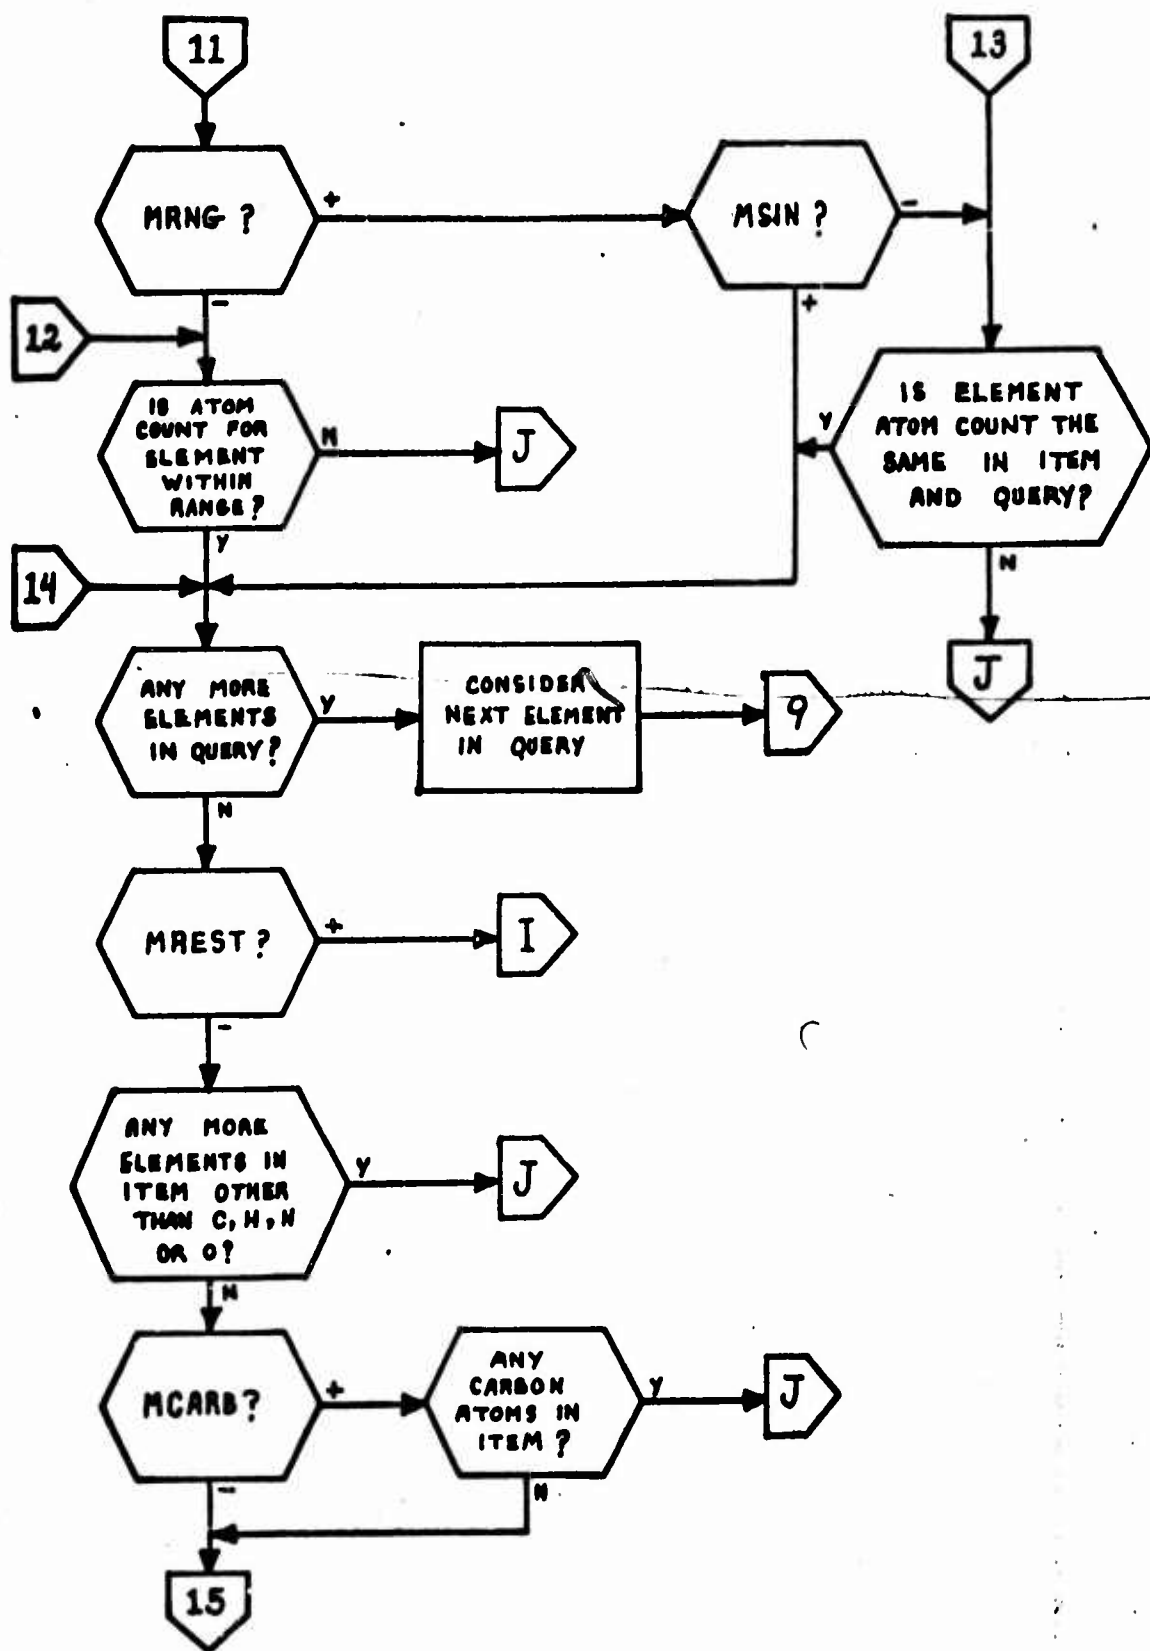 11
13
MRNG ?
+
MSIN ?
-
-
+
12
IS ATOM
COUNT FOR
ELEMENT
WITHIN
RANGE?
N
J
Y
IS ELEMENT
ATOM COUNT THE
SAME IN ITEM
AND QUERY?
Y
N
14
J
ANY MORE
ELEMENTS
IN QUERY?
Y
CONSIDER
NEXT ELEMENT
IN QUERY
9
N
MREST?
+
I
-
ANY MORE
ELEMENTS IN
ITEM OTHER
THAN C, H, N
OR O?
Y
J
N
MCARB?
+
ANY
CARBON
ATOMS IN
ITEM ?
Y
J
-
N
15